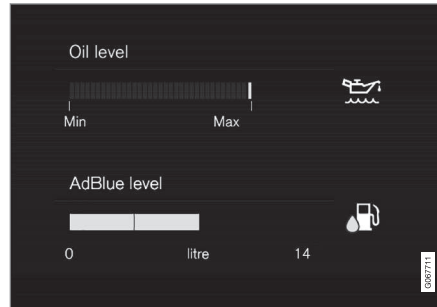 Oil level
Min Max
AdBlue level
0 litre 14
G067711